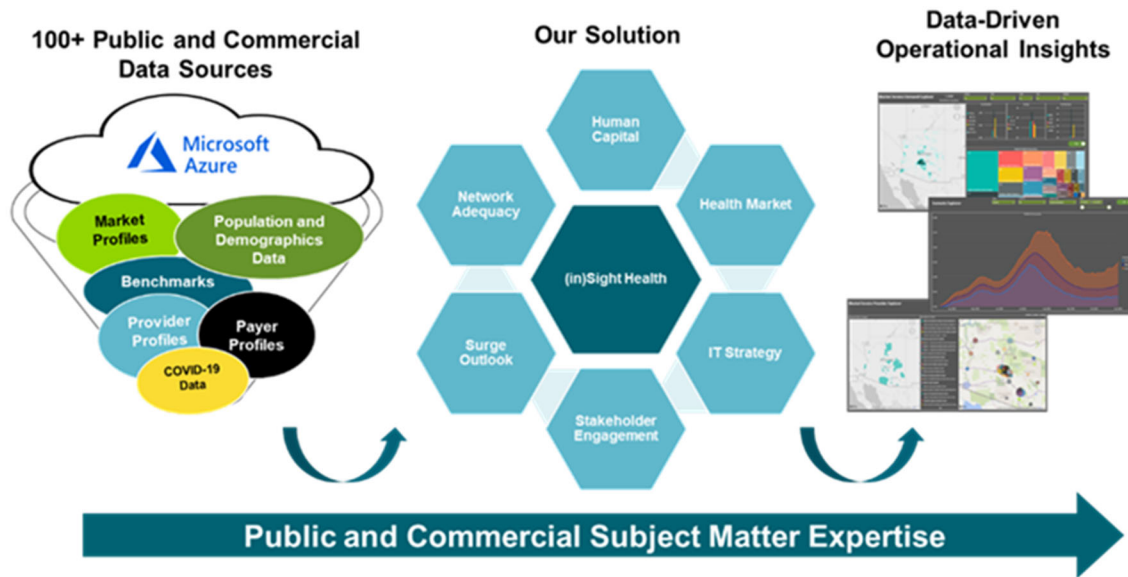 100+ Public and Commercial
Data Sources
Microsoft
Azure
Market
Profiles
Population and
Demographics
Data
Benchmarks
Provider
Profiles
Payer
Profiles
COVID-19
Data
Our Solution
Human
Capital
Network
Adequacy
Health Market
(in)Sight Health
Surge
Outlook
IT Strategy
Stakeholder
Engagement
Data-Driven
Operational Insights
Public and Commercial Subject Matter Expertise